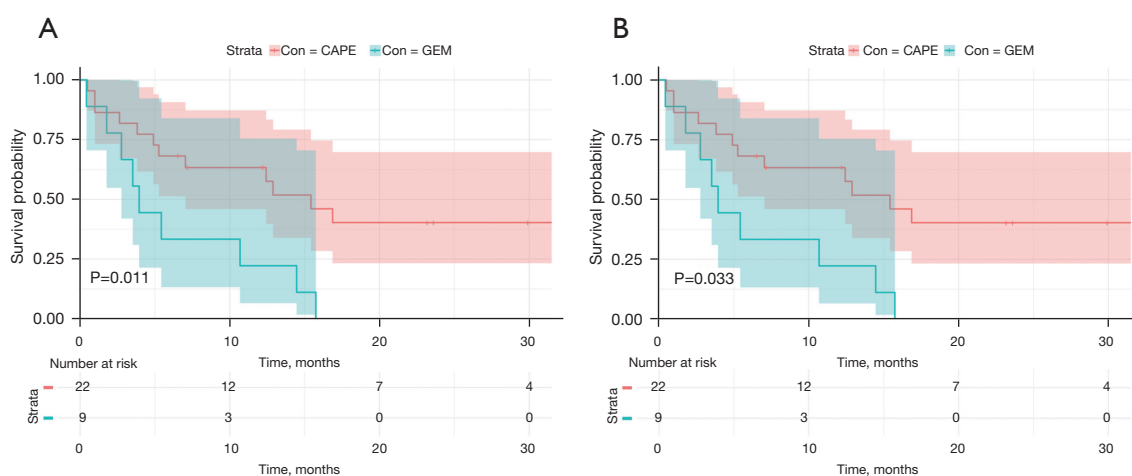 A
Strata Con = CAPE Con = GEM
1.00
0.75
0.50
0.25
0.00
Survival probability
P=0.011
0 10 20 30
Time, months
Number at risk
Strata
22 12 7 4
9 3 0 0
0 10 20 30
Time, months
B
Strata Con = CAPE Con = GEM
1.00
0.75
0.50
0.25
0.00
Survival probability
P=0.033
0 10 20 30
Time, months
Number at risk
Strata
22 12 7 4
9 3 0 0
0 10 20 30
Time, months